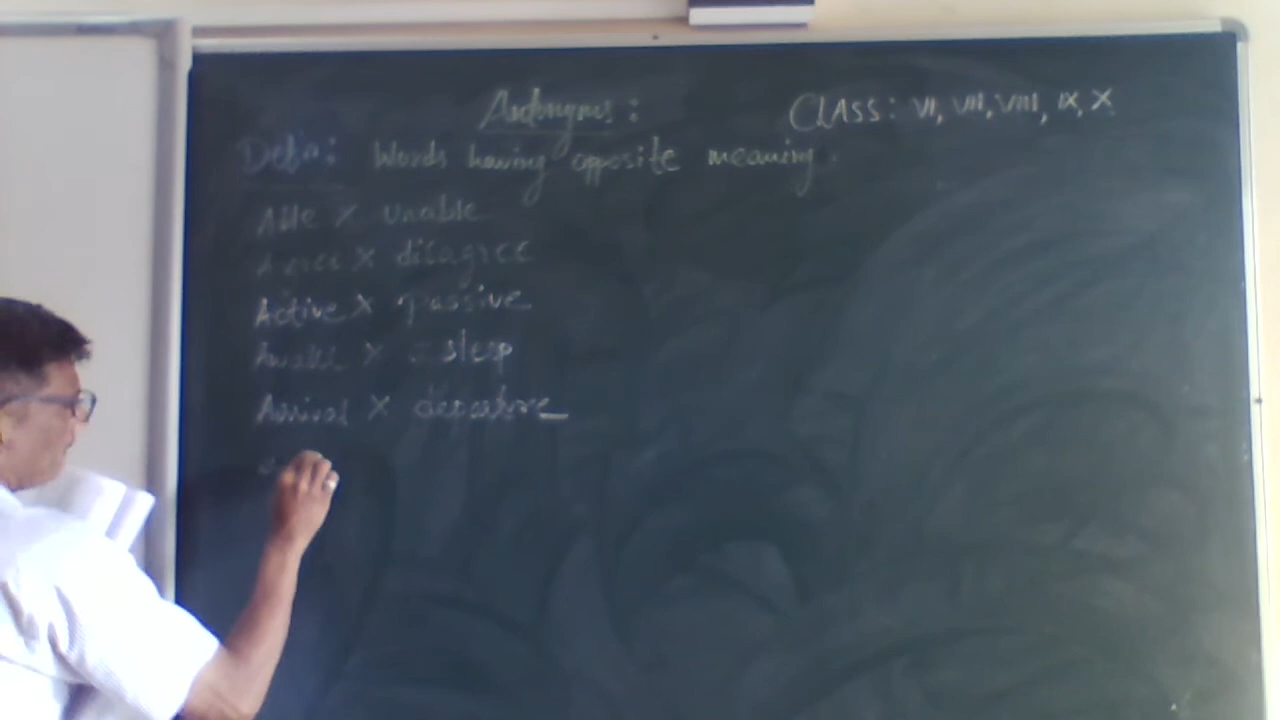 Antonyms: CLASS: VI, VII, VIII, IX, X
Defn: Words having opposite meaning.
Able X unable
Agree X disagree
Active X passive
Awake X asleep
Arrival X departure